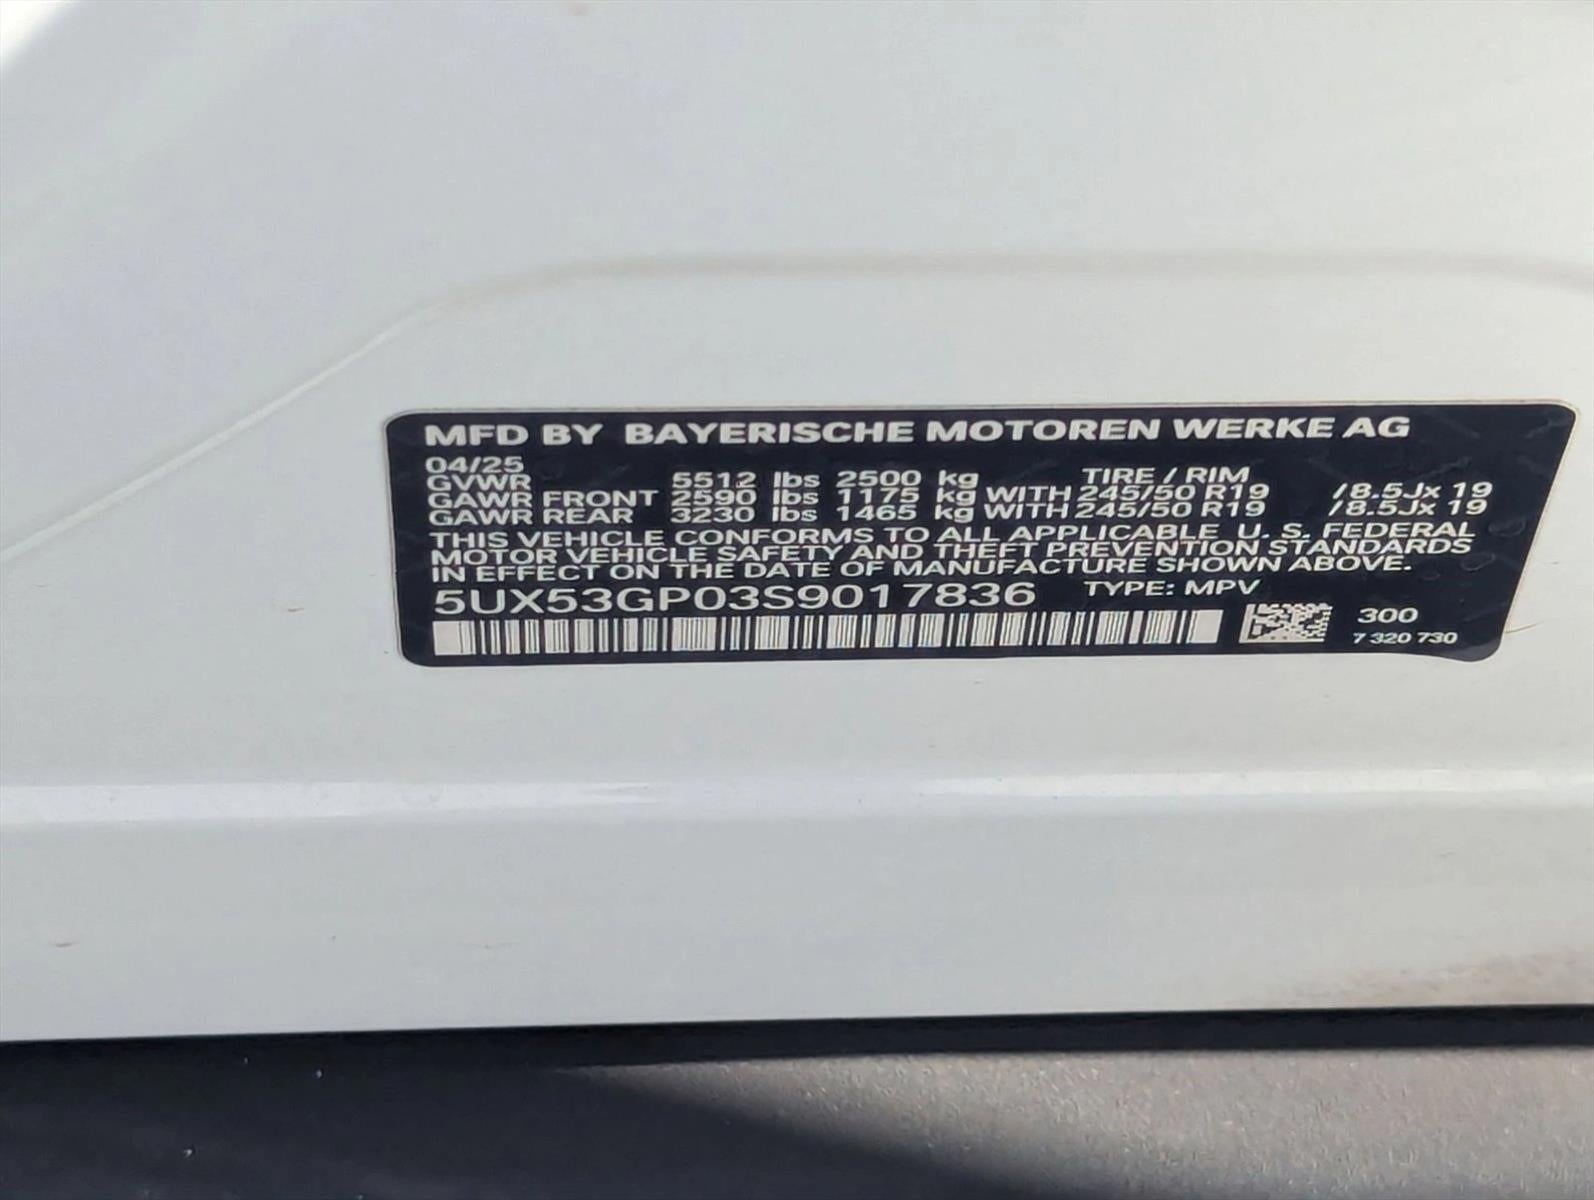 MFD BY BAYERISCHE MOTOREN WERKE AG
04/25 TIRE / RIM
GVWR 5512 lbs 2500 kg
GAWR FRONT 2590 lbs 1175 kg WITH 245/50 R19 /8.5Jx 19
GAWR REAR 3230 lbs 1465 kg WITH 245/50 R19 /8.5Jx 19
THIS VEHICLE CONFORMS TO ALL APPLICABLE U. S. FEDERAL
MOTOR VEHICLE SAFETY AND THEFT PREVENTION STANDARDS
IN EFFECT ON THE DATE OF MANUFACTURE SHOWN ABOVE.
5UX53GP03S9017836 TYPE: MPV
300
7 320 730